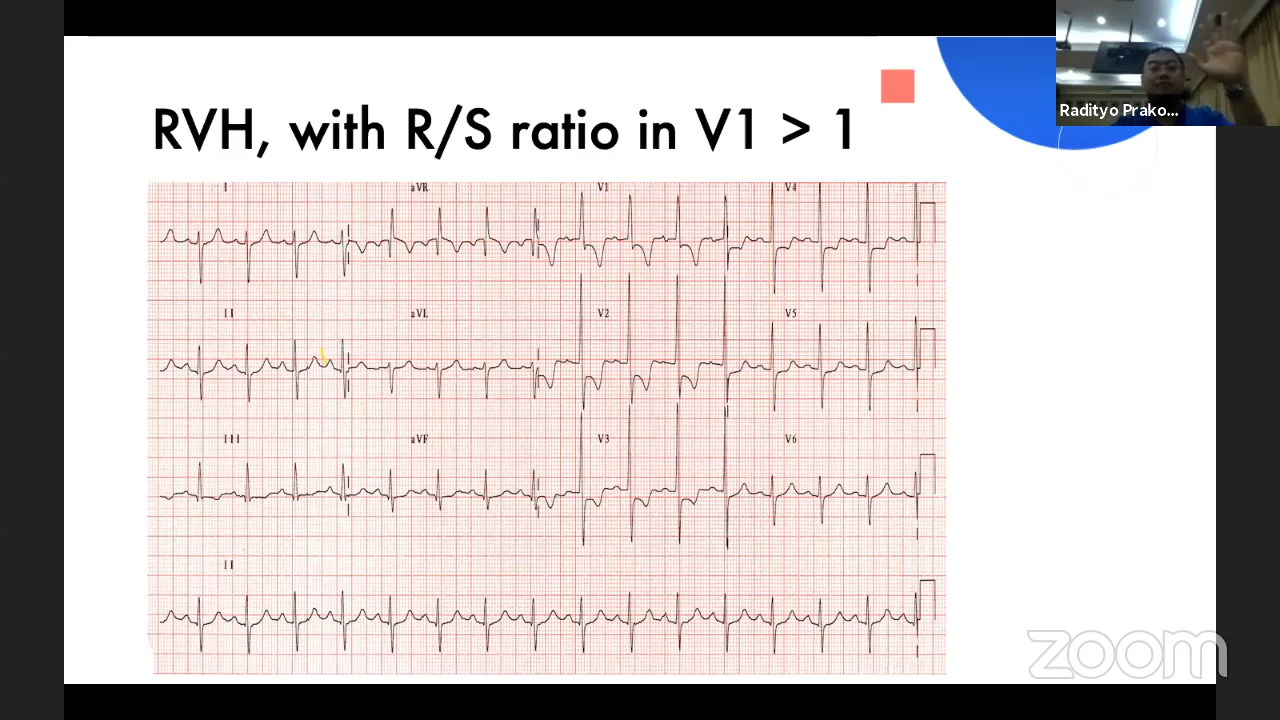 RVH, with R/S ratio in V1 > 1
Radityo Prako...
I aVR V1 V4
II aVL V2 V5
III aVF V3 V6
II
zoom